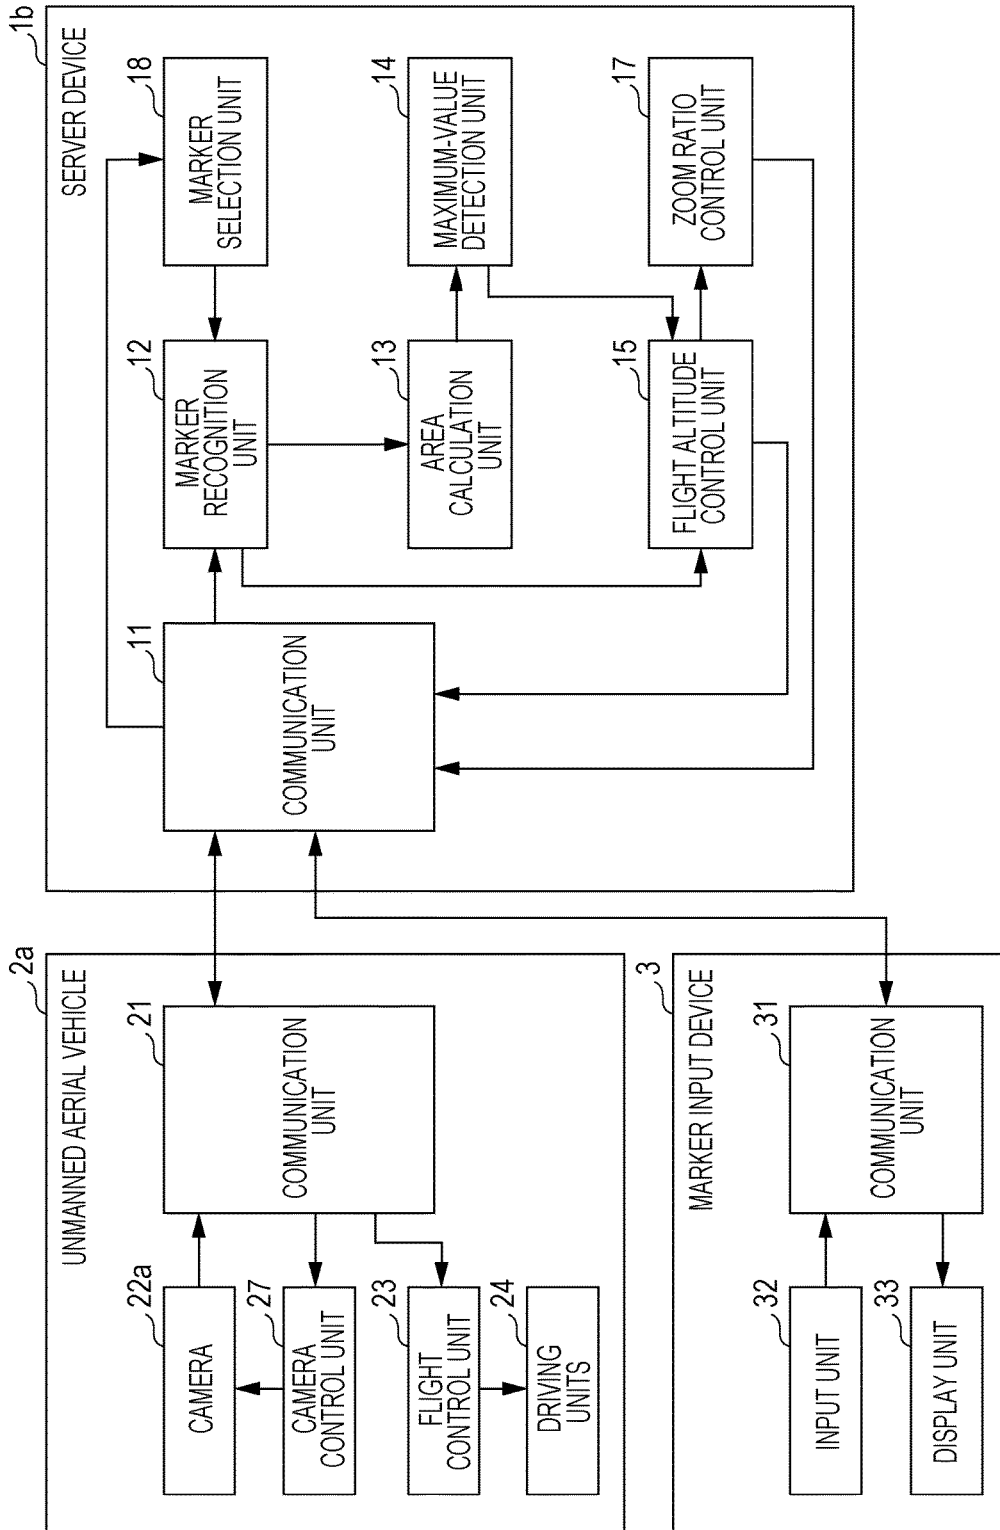 2a
UNMANNED AERIAL VEHICLE
22a
CAMERA
27
CAMERA
CONTROL UNIT
23
FLIGHT
CONTROL UNIT
24
DRIVING
UNITS
21
COMMUNICATION
UNIT
3
MARKER INPUT DEVICE
32
INPUT UNIT
33
DISPLAY UNIT
31
COMMUNICATION
UNIT
1b
SERVER DEVICE
11
COMMUNICATION
UNIT
12
MARKER
RECOGNITION
UNIT
18
MARKER
SELECTION UNIT
13
AREA
CALCULATION
UNIT
14
MAXIMUM-VALUE
DETECTION UNIT
15
FLIGHT ALTITUDE
CONTROL UNIT
17
ZOOM RATIO
CONTROL UNIT